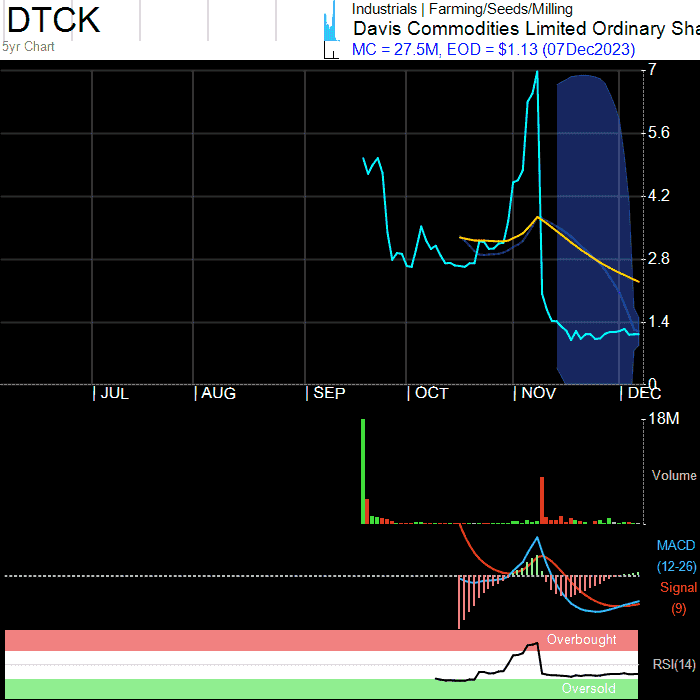 DTCK
Industrials | Farming/Seeds/Milling
Davis Commodities Limited Ordinary Sha
5yr Chart
MC = 27.5M, EOD = $1.13 (07Dec2023)
7
5.6
4.2
2.8
1.4
0
JUL AUG SEP OCT NOV DEC
18M
Volume
MACD
(12-26)
Signal
(9)
Overbought
RSI(14)
Oversold